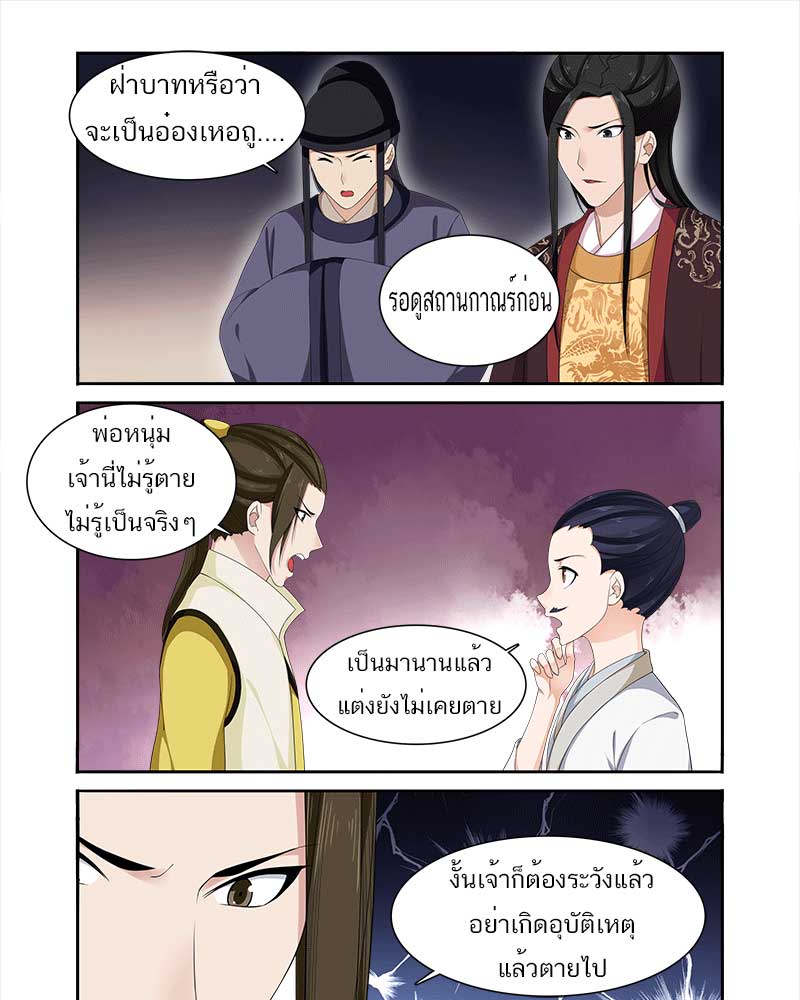 ฝ่าบาทหรือว่า
จะเป็นอ๋องเหอถู....
รอดูสถานกาณร์ก่อน
พ่อหนุ่ม
เจ้านี่ไม่รู้ตาย
ไม่รู้เป็นจริงๆ
เป็นมานานแล้ว
แต่งยังไม่เคยตาย
งั้นเจ้าก็ต้องระวังแล้ว
อย่าเกิดอุบัติเหตุ
แล้วตายไป